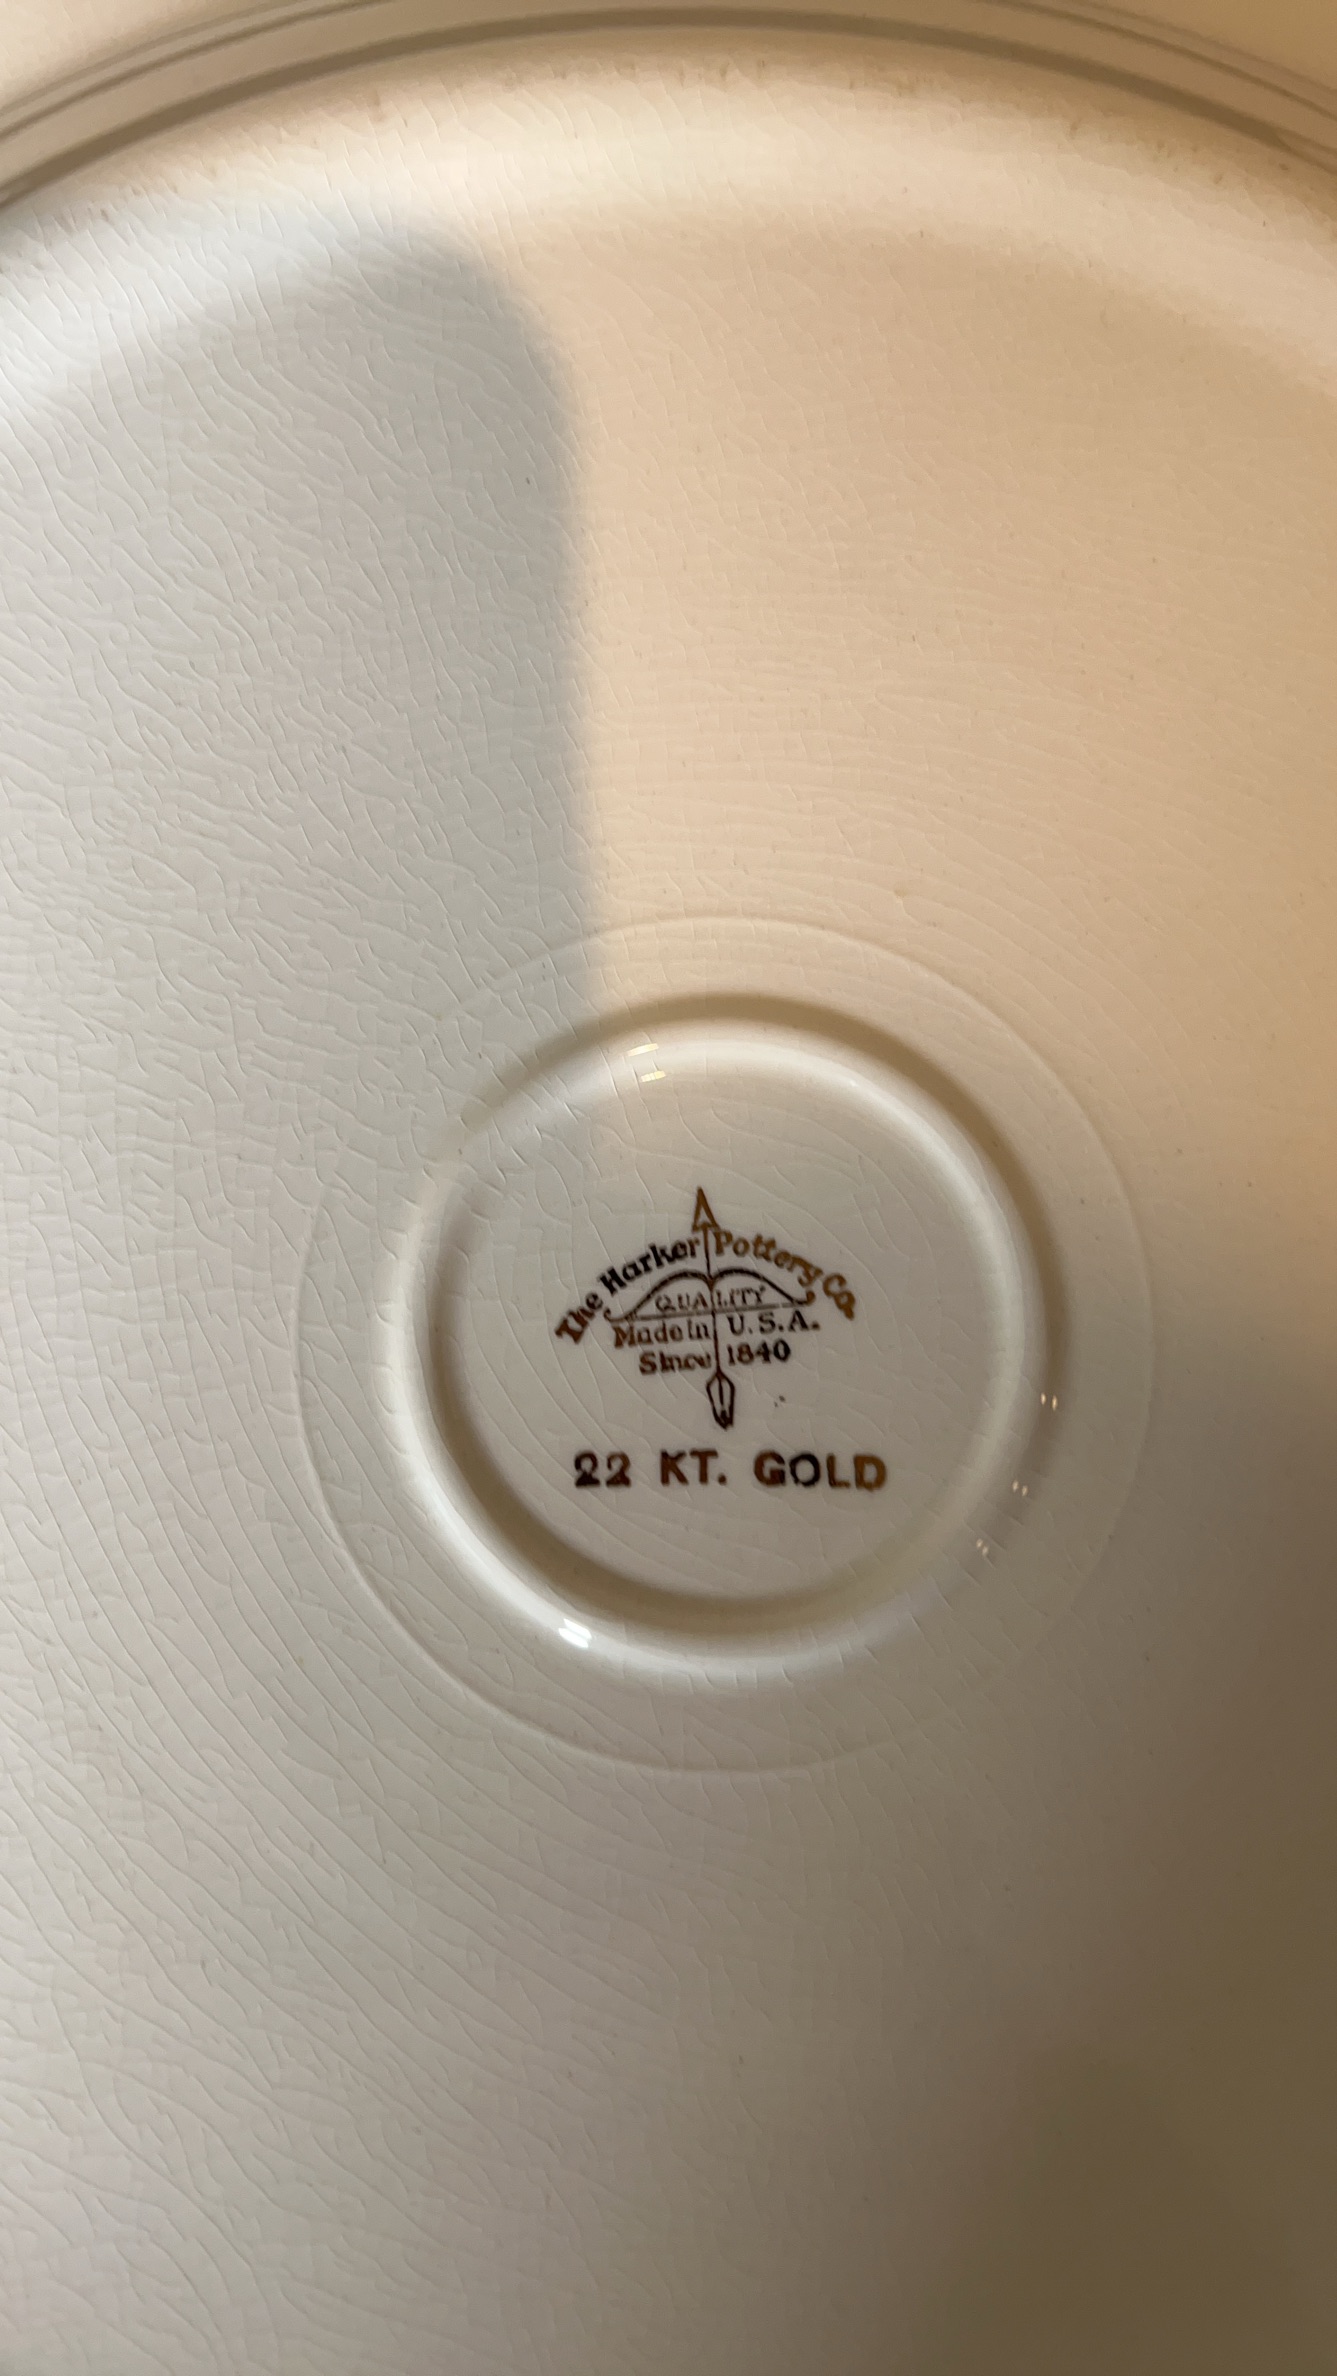 The Harker Pottery Co.
QUALITY
Made in U.S.A.
Since 1840
22 KT. GOLD